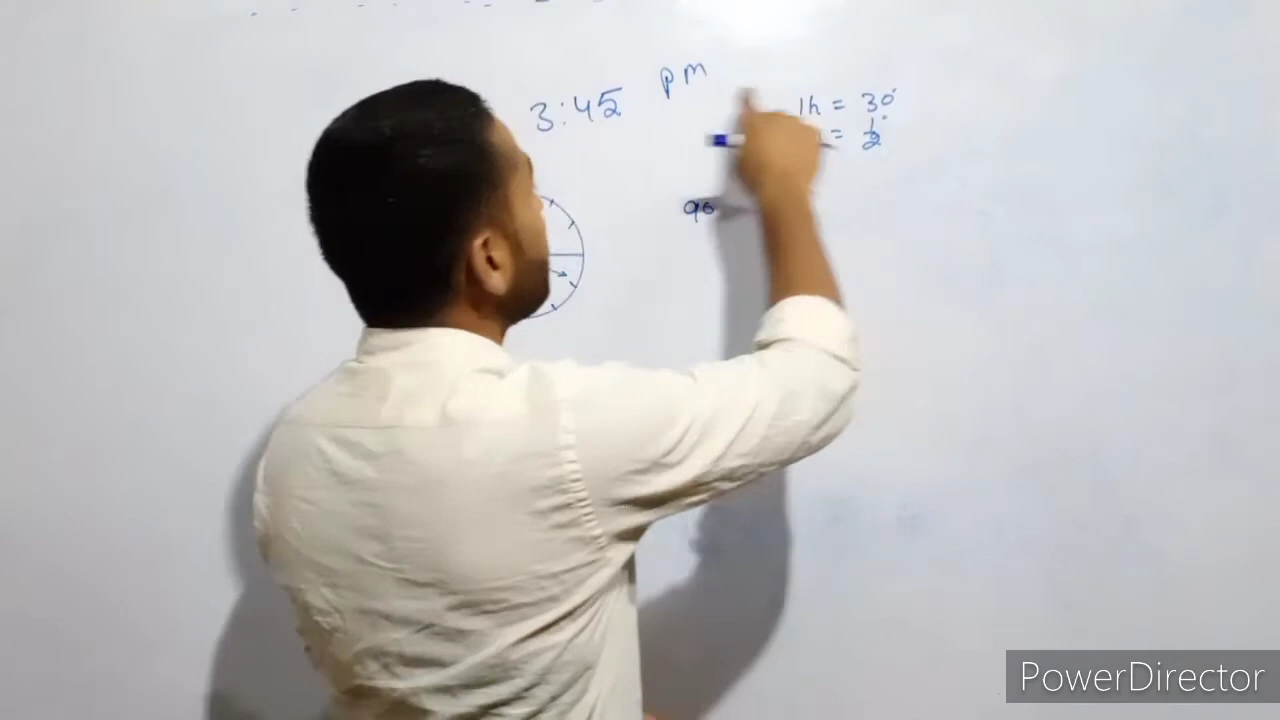 3:45 pm
1h = 30°
= 1/2°
90
PowerDirector